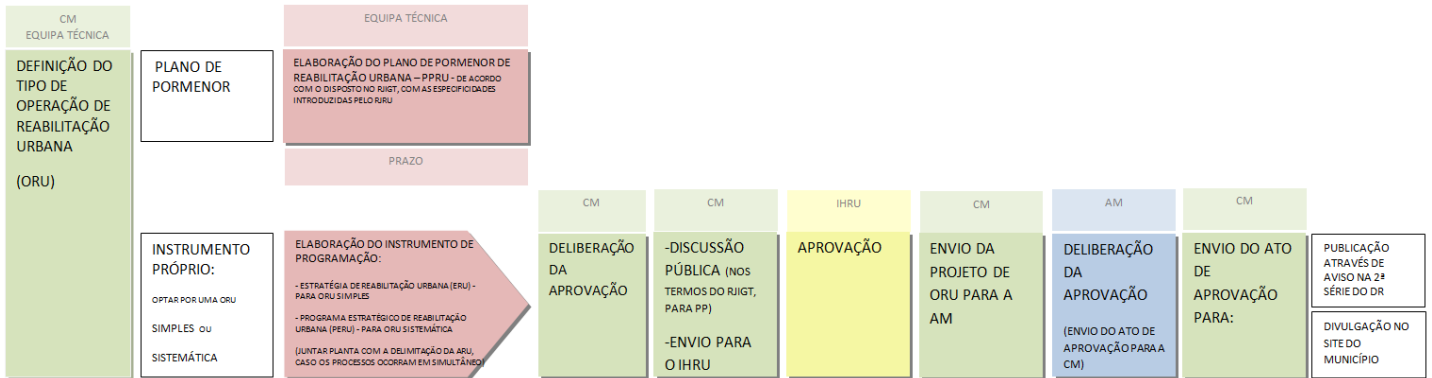 CM
EQUIPA TÉCNICA
DEFINIÇÃO DO
TIPO DE
OPERAÇÃO DE
REABILITAÇÃO
URBANA
(ORU)
PLANO DE
PORMENOR
EQUIPA TÉCNICA
ELABORAÇÃO DO PLANO DE PORMENOR DE
REABILITAÇÃO URBANA – PPRU - DE ACORDO
COM O DISPOSTO NO RJIGT, COM AS ESPECIFICIDADES
INTRODUZIDAS PELO RJRU
PRAZO
INSTRUMENTO
PRÓPRIO:
OPTAR POR UMA ORU
SIMPLES OU
SISTEMÁTICA
ELABORAÇÃO DO INSTRUMENTO DE
PROGRAMAÇÃO:
- ESTRATÉGIA DE REABILITAÇÃO URBANA (ERU) -
PARA ORU SIMPLES
- PROGRAMA ESTRATÉGICO DE REABILITAÇÃO
URBANA (PERU) - PARA ORU SISTEMÁTICA
(JUNTAR PLANTA COM A DELIMITAÇÃO DA ARU,
CASO OS PROCESSOS OCORRAM EM SIMULTÂNEO)
CM
DELIBERAÇÃO
DA
APROVAÇÃO
CM
-DISCUSSÃO
PÚBLICA (NOS
TERMOS DO RJIGT,
PARA PP)
-ENVIO PARA
O IHRU
IHRU
APROVAÇÃO
CM
ENVIO DA
PROJETO DE
ORU PARA A
AM
AM
DELIBERAÇÃO
DA
APROVAÇÃO
(ENVIO DO ATO DE
APROVAÇÃO PARA A
CM)
CM
ENVIO DO ATO
DE
APROVAÇÃO
PARA:
PUBLICAÇÃO
ATRAVÉS DE
AVISO NA 2ª
SÉRIE DO DR
DIVULGAÇÃO NO
SITE DO
MUNICÍPIO